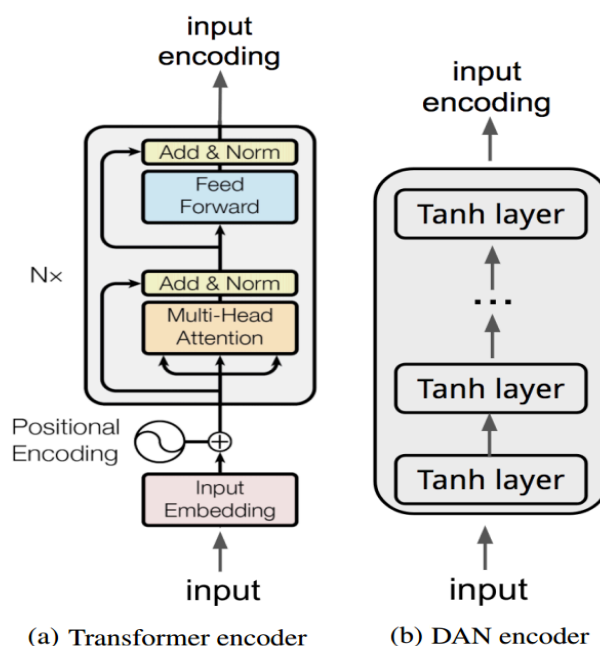 input
encoding
Add & Norm
Feed
Forward
Nx
Add & Norm
Multi-Head
Attention
Positional
Encoding
Input
Embedding
input
(a) Transformer encoder
input
encoding
Tanh layer
...
Tanh layer
Tanh layer
input
(b) DAN encoder